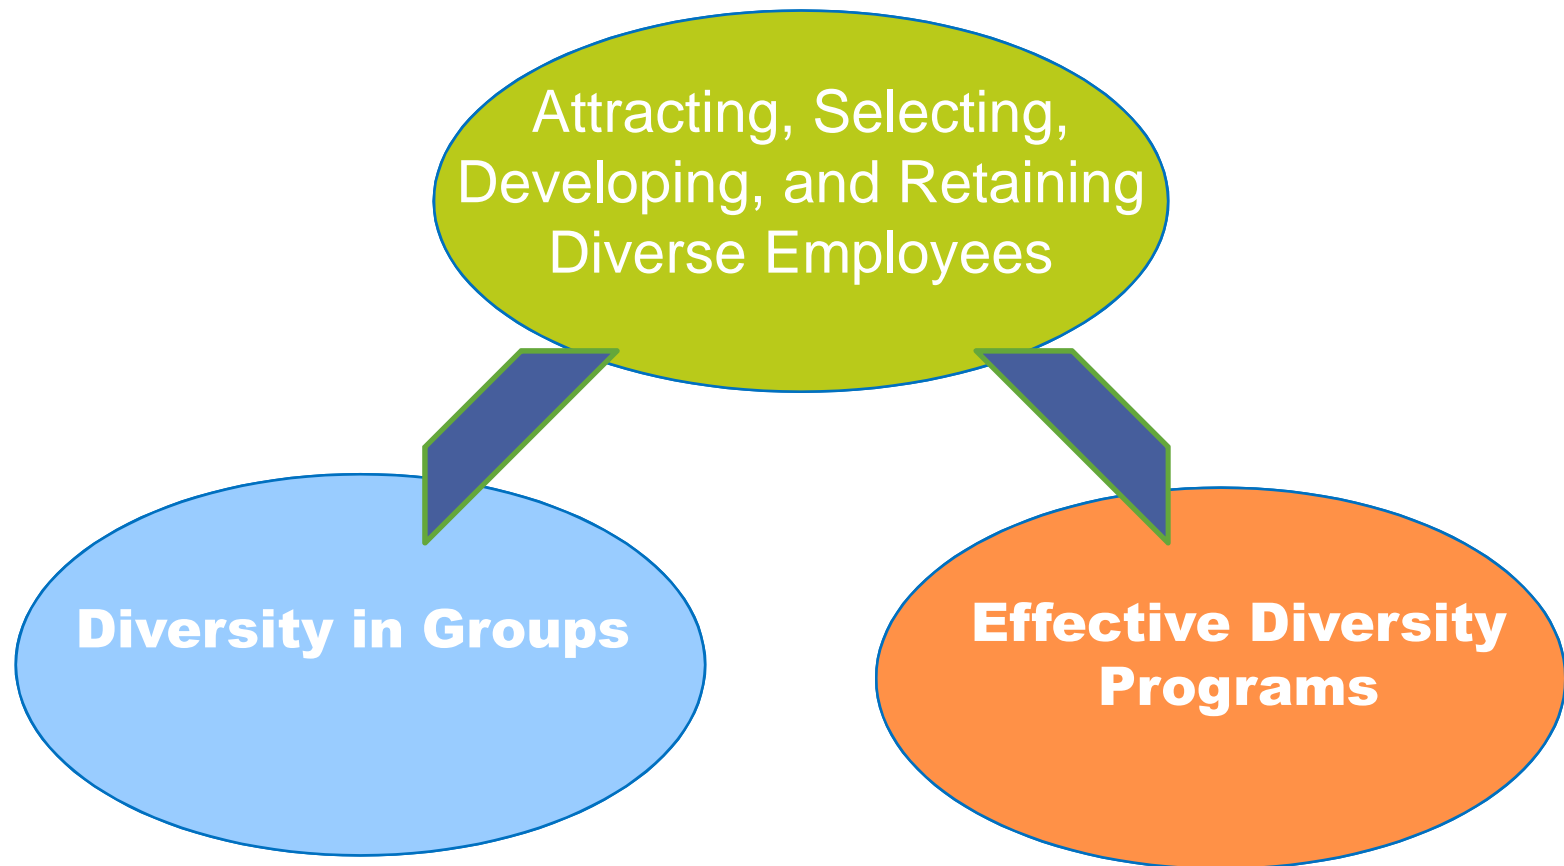 Attracting, Selecting,
Developing, and Retaining
Diverse Employees
Diversity in Groups
Effective Diversity
Programs